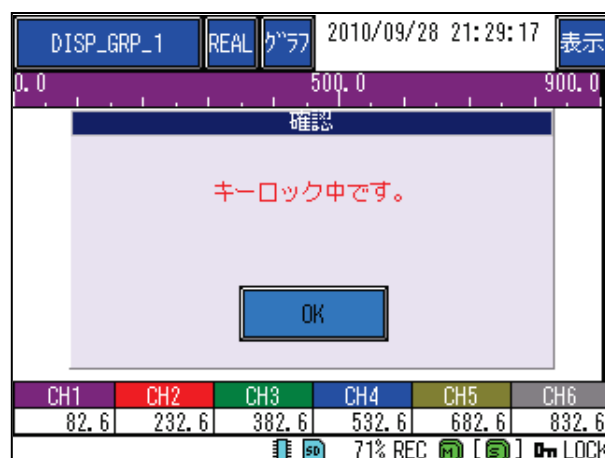 DISP_GRP_1 REAL ｸﾞﾗﾌ 2010/09/28 21:29:17 表示
0.0 500.0 900.0
確認
キーロック中です。
OK
CH1 CH2 CH3 CH4 CH5 CH6
82.6 232.6 382.6 532.6 682.6 832.6
SD 71% REC M [ S ] LOCK